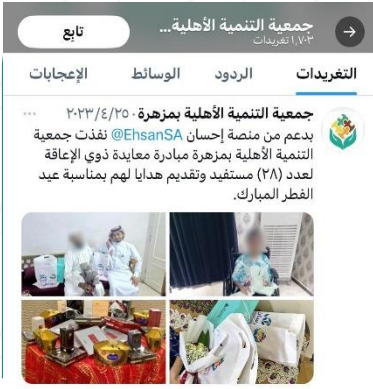 جمعية التنمية الأهلية...
١,٧٠٣ تغريدات
تابع
التغريدات الردود الوسائط الإعجابات
جمعية التنمية الأهلية بمزهرة · ٢٠٢٣/٤/٢٥
بدعم من منصة إحسان @EhsanSA نفذت جمعية
التنمية الأهلية بمزهرة مبادرة معايدة ذوي الإعاقة
لعدد (٢٨) مستفيد وتقديم هدايا لهم بمناسبة عيد
الفطر المبارك.